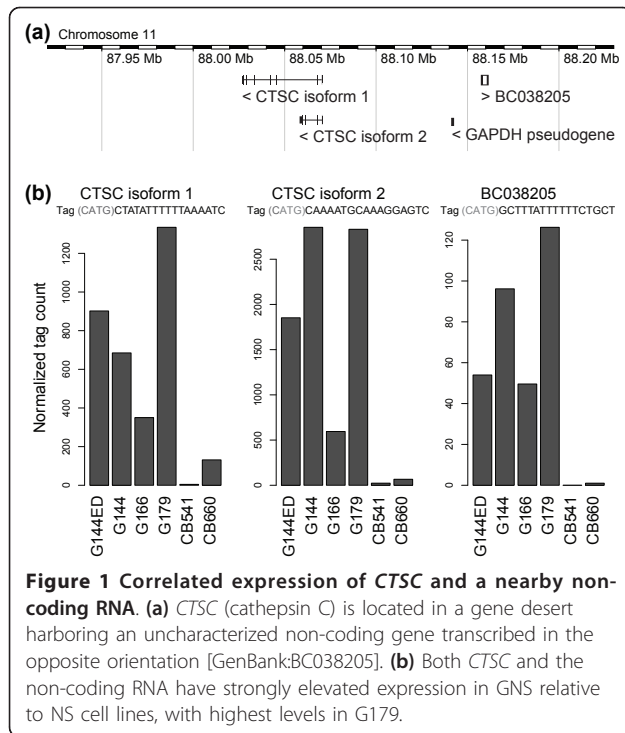 (a) Chromosome 11
87.95 Mb 88.00 Mb 88.05 Mb 88.10 Mb 88.15 Mb 88.20 Mb
< CTSC isoform 1 > BC038205
< CTSC isoform 2 < GAPDH pseudogene
(b) CTSC isoform 1 CTSC isoform 2 BC038205
Tag (CATG)CTATATTTTTTAAAATC Tag (CATG)CAAAATGCAAAGGAGTC Tag (CATG)GCTTTATTTTTTCTGCT
Normalized tag count
0 200 400 600 800 1000 1200
G144ED G144 G166 G179 CB541 CB660
0 500 1000 1500 2000 2500
G144ED G144 G166 G179 CB541 CB660
0 20 40 60 80 100 120
G144ED G144 G166 G179 CB541 CB660
Figure 1 Correlated expression of CTSC and a nearby non-
coding RNA. (a) CTSC (cathepsin C) is located in a gene desert
harboring an uncharacterized non-coding gene transcribed in the
opposite orientation [GenBank:BC038205]. (b) Both CTSC and the
non-coding RNA have strongly elevated expression in GNS relative
to NS cell lines, with highest levels in G179.